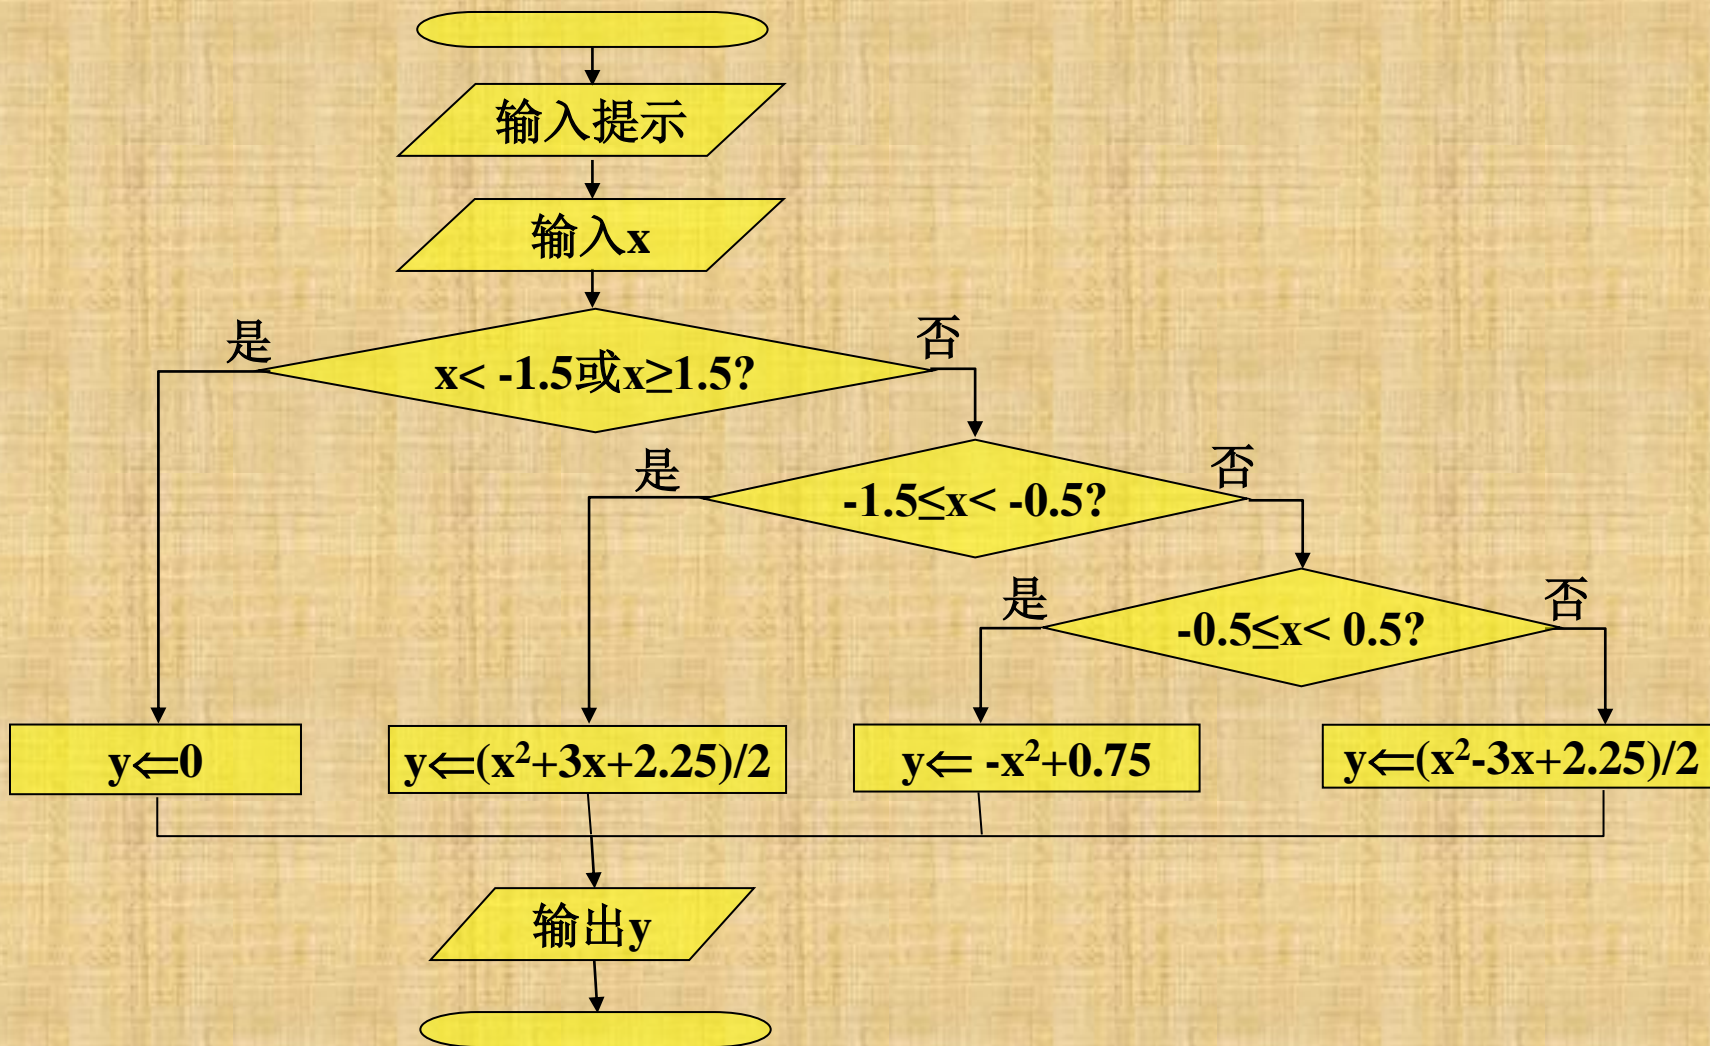 输入提示
输入x
是
否
x< -1.5或x≥1.5?
是
否
-1.5≤x< -0.5?
是
否
-0.5≤x< 0.5?
y⇐0
y⇐(x²+3x+2.25)/2
y⇐ -x²+0.75
y⇐(x²-3x+2.25)/2
输出y